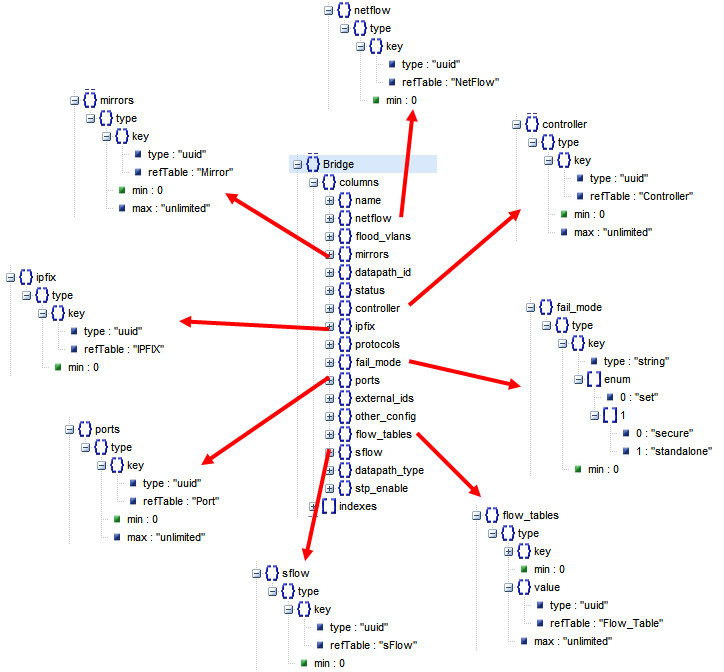 netflow
type
key
type : "uuid"
refTable : "NetFlow"
min : 0
mirrors
type
key
type : "uuid"
refTable : "Mirror"
min : 0
max : "unlimited"
controller
type
key
type : "uuid"
refTable : "Controller"
min : 0
max : "unlimited"
Bridge
columns
name
netflow
flood_vlans
mirrors
datapath_id
status
controller
ipfix
protocols
fail_mode
ports
external_ids
other_config
flow_tables
sflow
datapath_type
stp_enable
indexes
ipfix
type
key
type : "uuid"
refTable : "IPFIX"
min : 0
fail_mode
type
key
type : "string"
enum
0 : "set"
1
0 : "secure"
1 : "standalone"
min : 0
ports
type
key
type : "uuid"
refTable : "Port"
min : 0
max : "unlimited"
flow_tables
type
key
min : 0
value
type : "uuid"
refTable : "Flow_Table"
max : "unlimited"
sflow
type
key
type : "uuid"
refTable : "sFlow"
min : 0